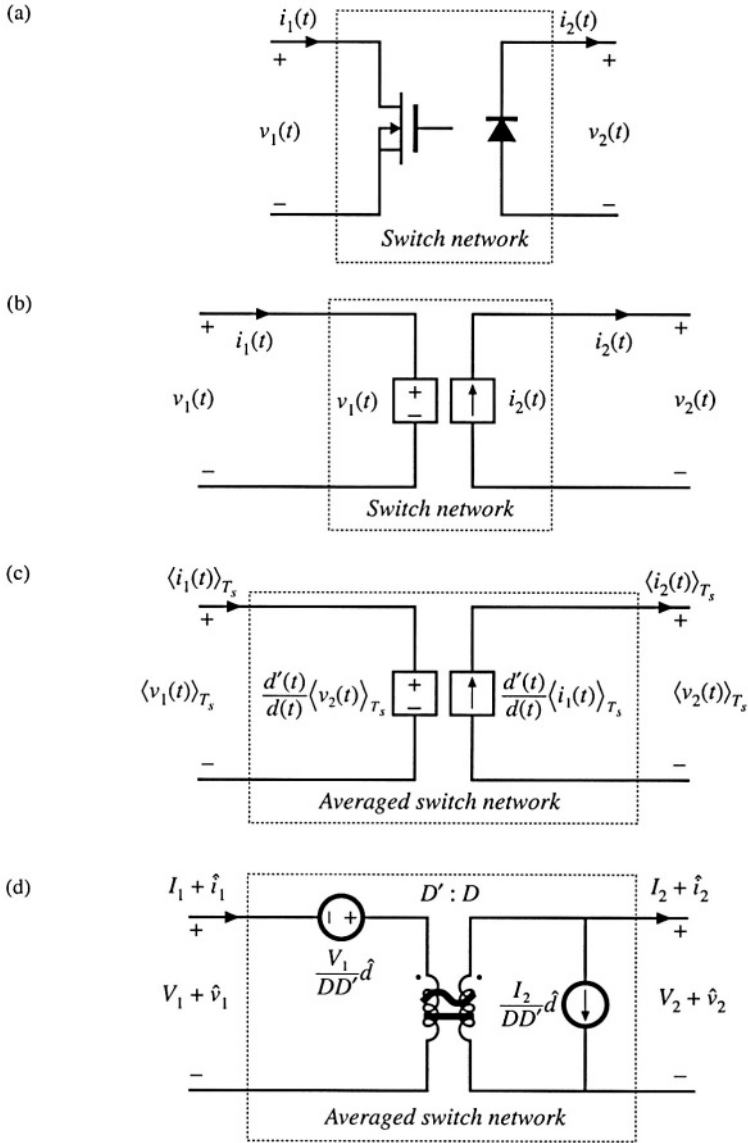 (a)
i₁(t) i₂(t)
+ +
v₁(t) v₂(t)
− −
Switch network
(b)
+ i₁(t) i₂(t) +
+
v₁(t) v₁(t) i₂(t) v₂(t)
−
− −
Switch network
(c)
⟨i₁(t)⟩Tₛ ⟨i₂(t)⟩Tₛ
+ +
⟨v₁(t)⟩Tₛ d′(t)/d(t) ⟨v₂(t)⟩Tₛ + − d′(t)/d(t) ⟨i₁(t)⟩Tₛ ⟨v₂(t)⟩Tₛ
− −
Averaged switch network
(d)
I₁ + î₁ D′ : D I₂ + î₂
+ − + +
V₁ + v̂₁ V₁/DD′ d̂ I₂/DD′ d̂ V₂ + v̂₂
− −
Averaged switch network